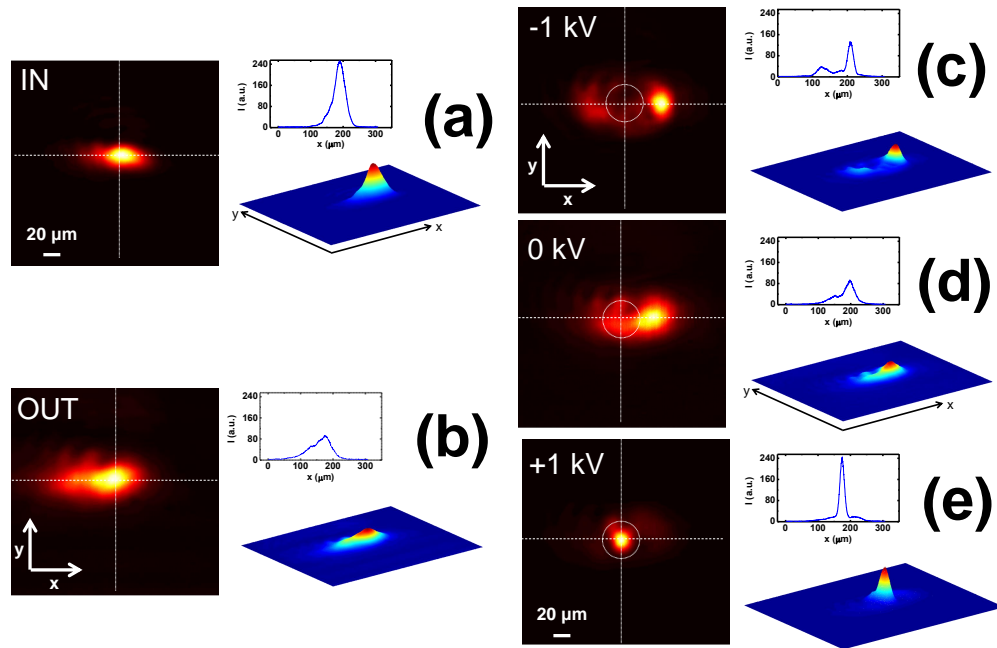 IN
240
160
80
0
I (a.u.)
0 100 200 300
x (µm)
(a)
y
x
20 µm
OUT
240
160
80
0
I (a.u.)
0 100 200 300
x (µm)
(b)
y
x
-1 kV
240
160
80
0
I (a.u.)
0 100 200 300
x (µm)
(c)
y
x
0 kV
240
160
80
0
I (a.u.)
0 100 200 300
x (µm)
(d)
y
x
+1 kV
240
160
80
0
I (a.u.)
0 100 200 300
x (µm)
(e)
20 µm